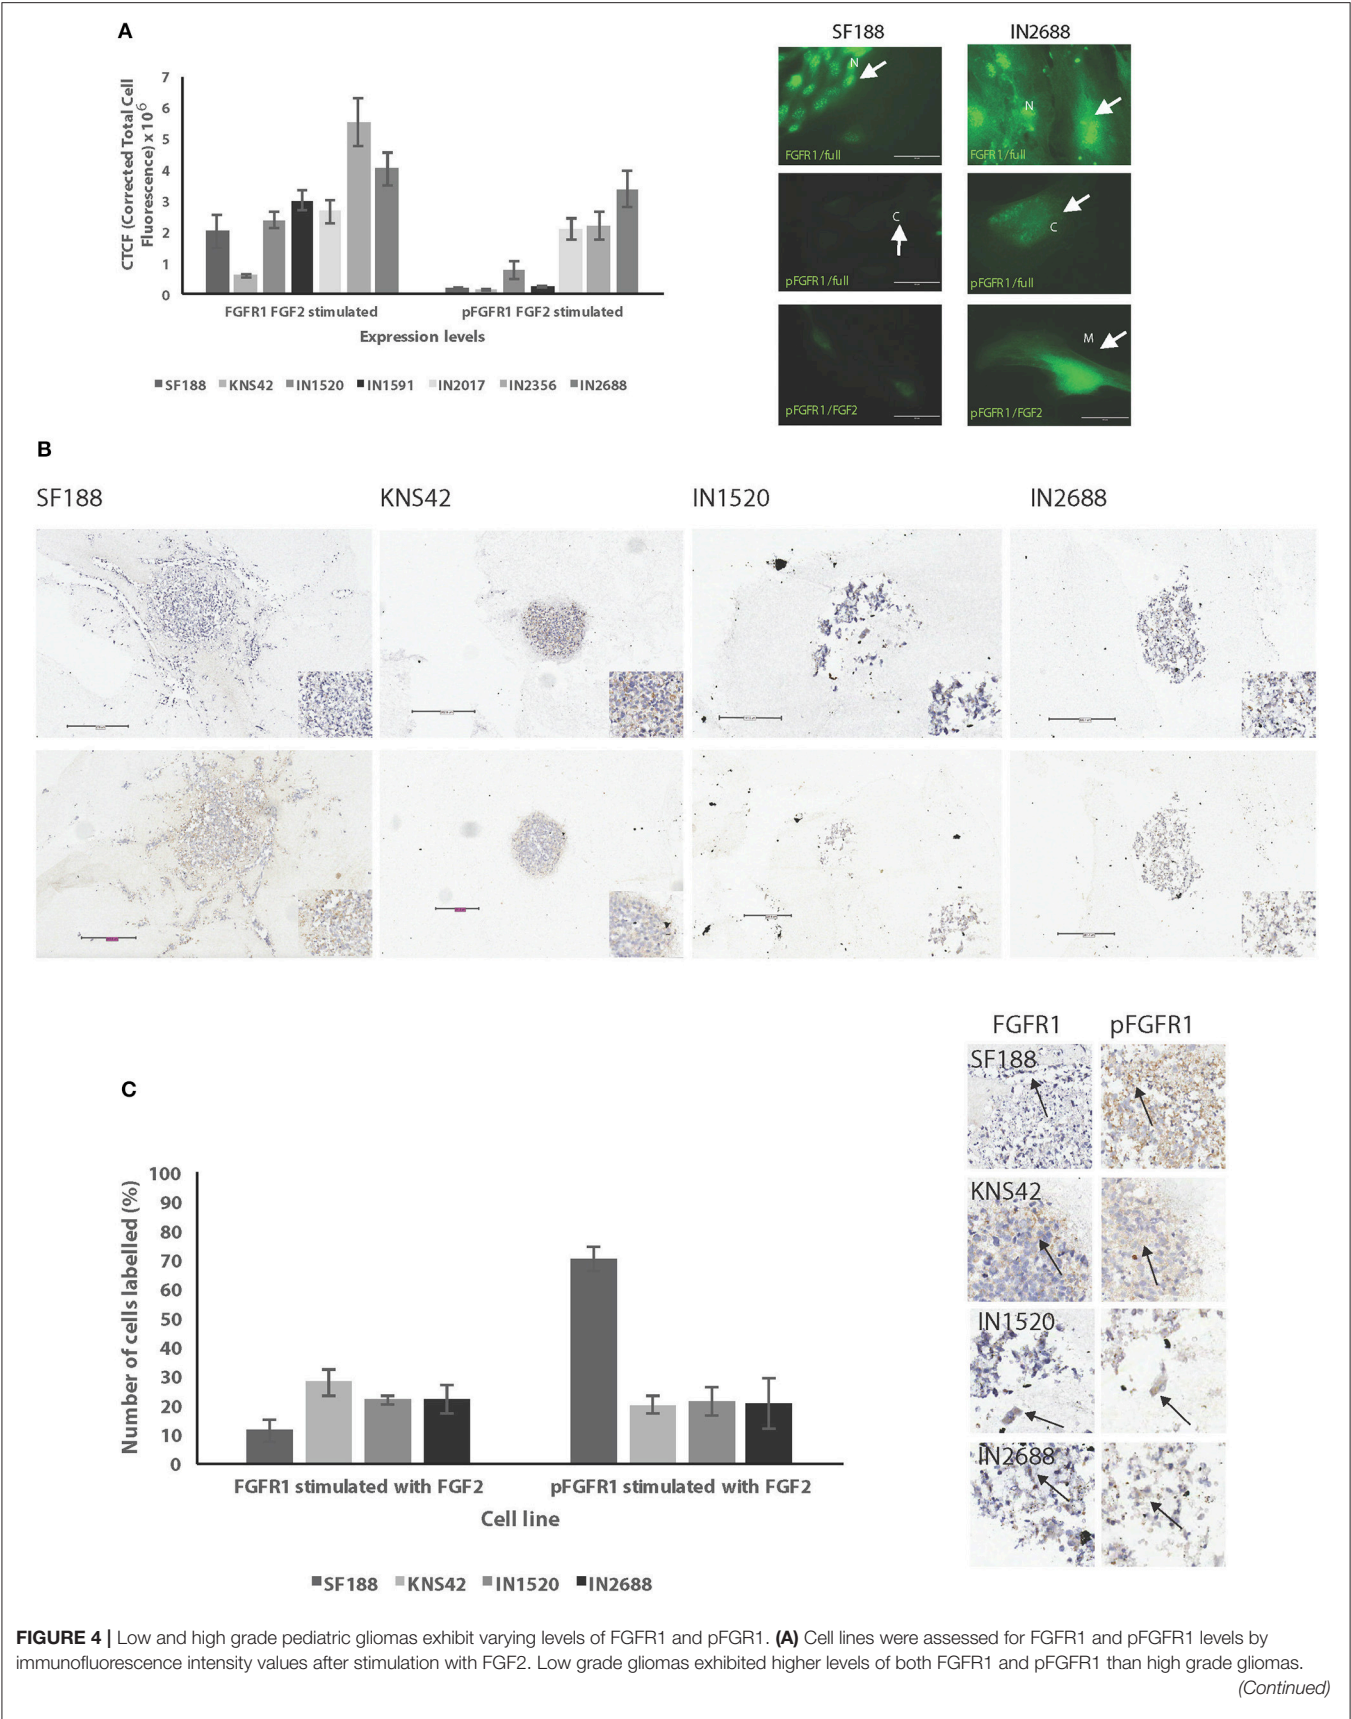 A
SF188
IN2688
CTCF (Corrected Total Cell
Fluorescence) x 10^6
7
6
5
4
3
2
1
0
FGFR1 FGF2 stimulated
pFGFR1 FGF2 stimulated
Expression levels
SF188 KNS42 IN1520 IN1591 IN2017 IN2356 IN2688
N
FGFR1/full
N
FGFR1/full
C
pFGFR1/full
C
pFGFR1/full
pFGFR1/FGF2
M
pFGFR1/FGF2
B
SF188
KNS42
IN1520
IN2688
C
Number of cells labelled (%)
100
90
80
70
60
50
40
30
20
10
0
FGFR1 stimulated with FGF2
pFGFR1 stimulated with FGF2
Cell line
SF188 KNS42 IN1520 IN2688
FGFR1
pFGFR1
SF188
KNS42
IN1520
IN2688
FIGURE 4 | Low and high grade pediatric gliomas exhibit varying levels of FGFR1 and pFGR1. (A) Cell lines were assessed for FGFR1 and pFGFR1 levels by
immunofluorescence intensity values after stimulation with FGF2. Low grade gliomas exhibited higher levels of both FGFR1 and pFGFR1 than high grade gliomas.
(Continued)